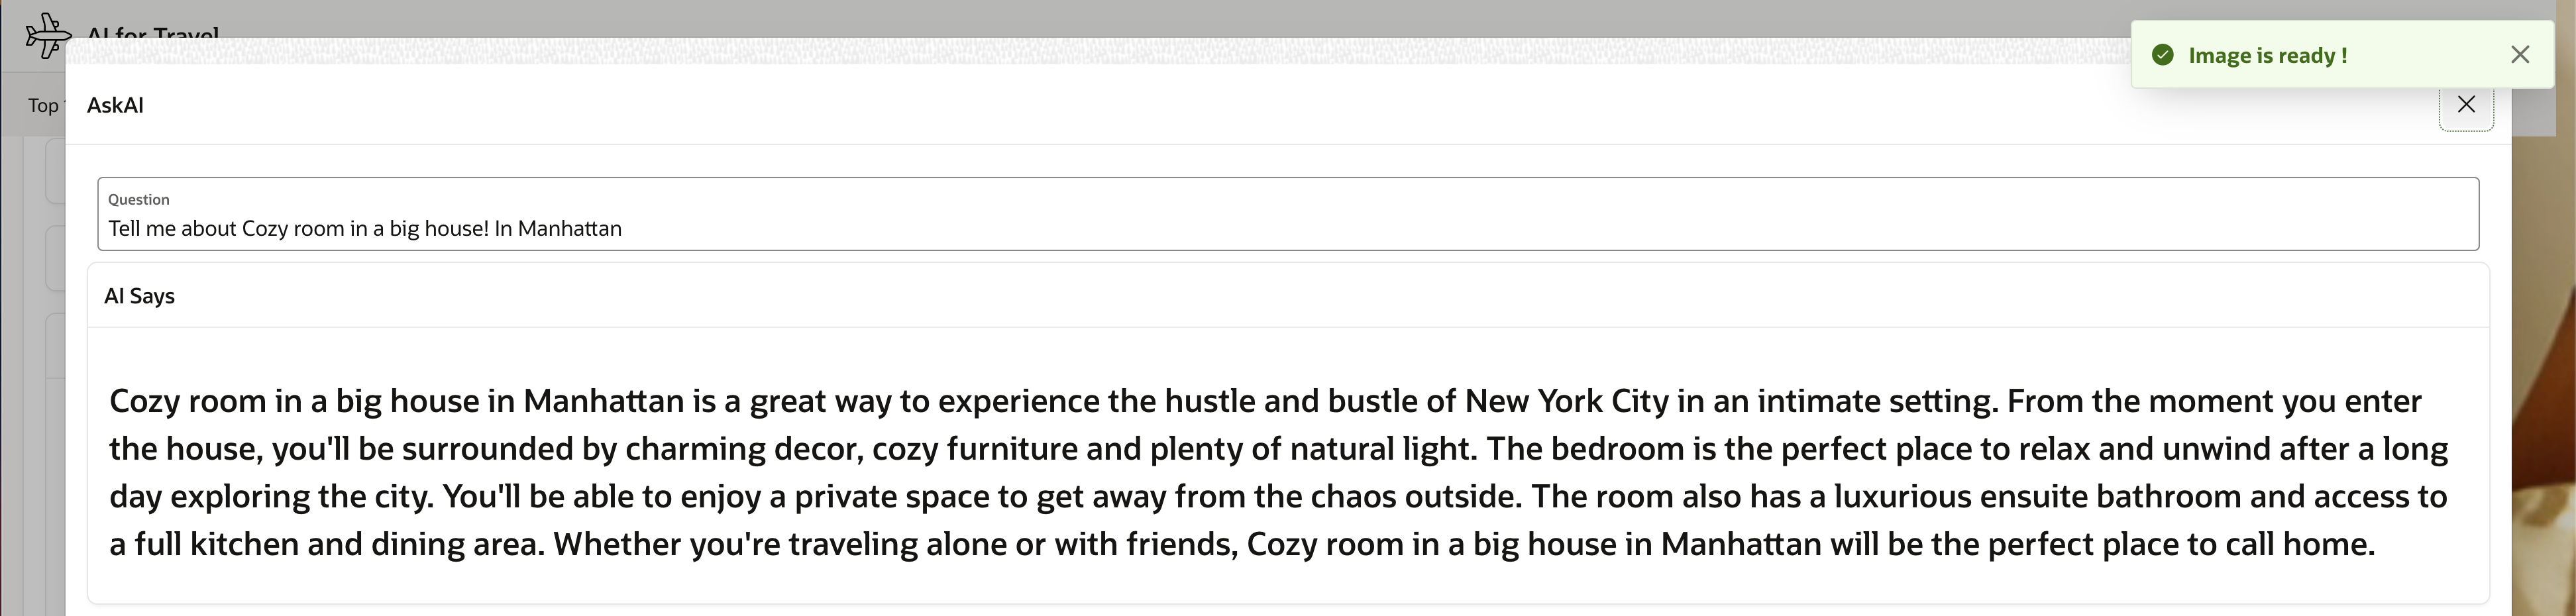 AI for Travel
Image is ready !
Top
AskAI
Question
Tell me about Cozy room in a big house! In Manhattan
AI Says
Cozy room in a big house in Manhattan is a great way to experience the hustle and bustle of New York City in an intimate setting. From the moment you enter
the house, you'll be surrounded by charming decor, cozy furniture and plenty of natural light. The bedroom is the perfect place to relax and unwind after a long
day exploring the city. You'll be able to enjoy a private space to get away from the chaos outside. The room also has a luxurious ensuite bathroom and access to
a full kitchen and dining area. Whether you're traveling alone or with friends, Cozy room in a big house in Manhattan will be the perfect place to call home.